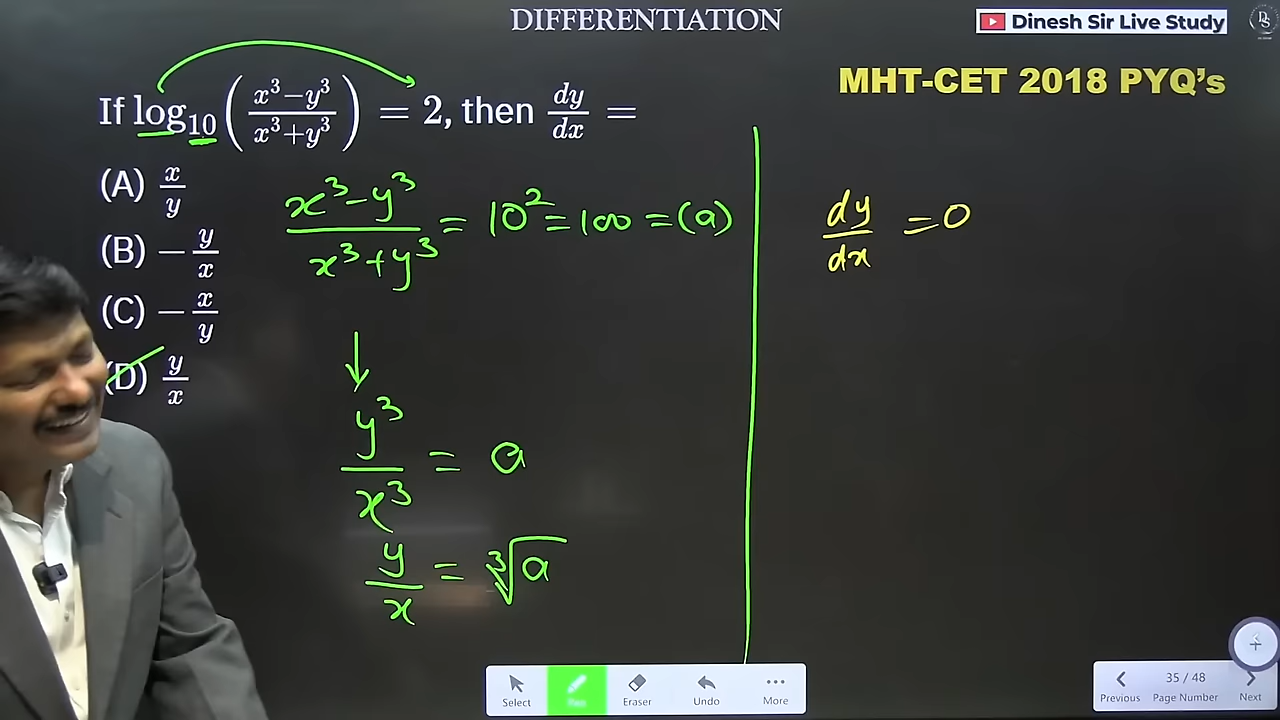 DIFFERENTIATION
Dinesh Sir Live Study
DS
MHT-CET 2018 PYQ's
If log₁₀((x³−y³)/(x³+y³)) = 2, then dy/dx =
(A) x/y
(B) −y/x
(C) −x/y
(D) y/x
(x³−y³)/(x³+y³) = 10² = 100 = (a)
y³/x³ = a
y/x = ∛a
dy/dx = 0
Select
Pen
Eraser
Undo
More
Previous
35 / 48
Page Number
Next